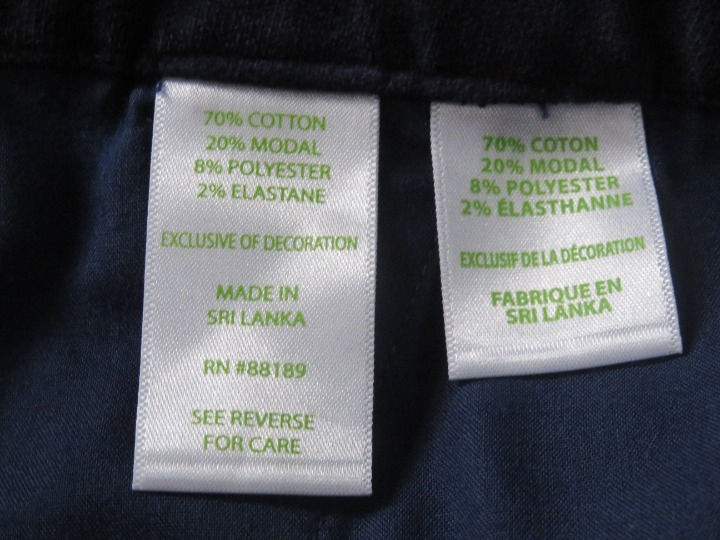 70% COTTON
20% MODAL
8% POLYESTER
2% ELASTANE
EXCLUSIVE OF DECORATION
MADE IN
SRI LANKA
RN #88189
SEE REVERSE
FOR CARE
70% COTON
20% MODAL
8% POLYESTER
2% ÉLASTHANNE
EXCLUSIF DE LA DÉCORATION
FABRIQUE EN
SRI LANKA